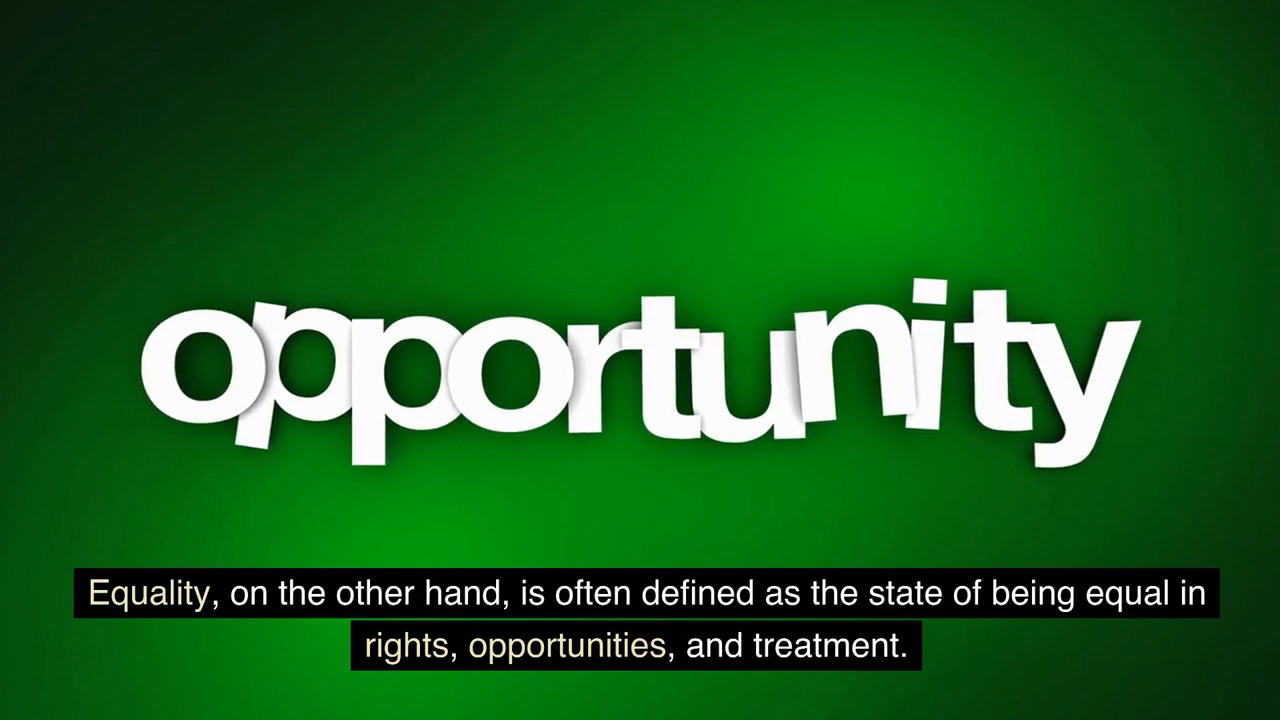 opportunity
Equality, on the other hand, is often defined as the state of being equal in
rights, opportunities, and treatment.